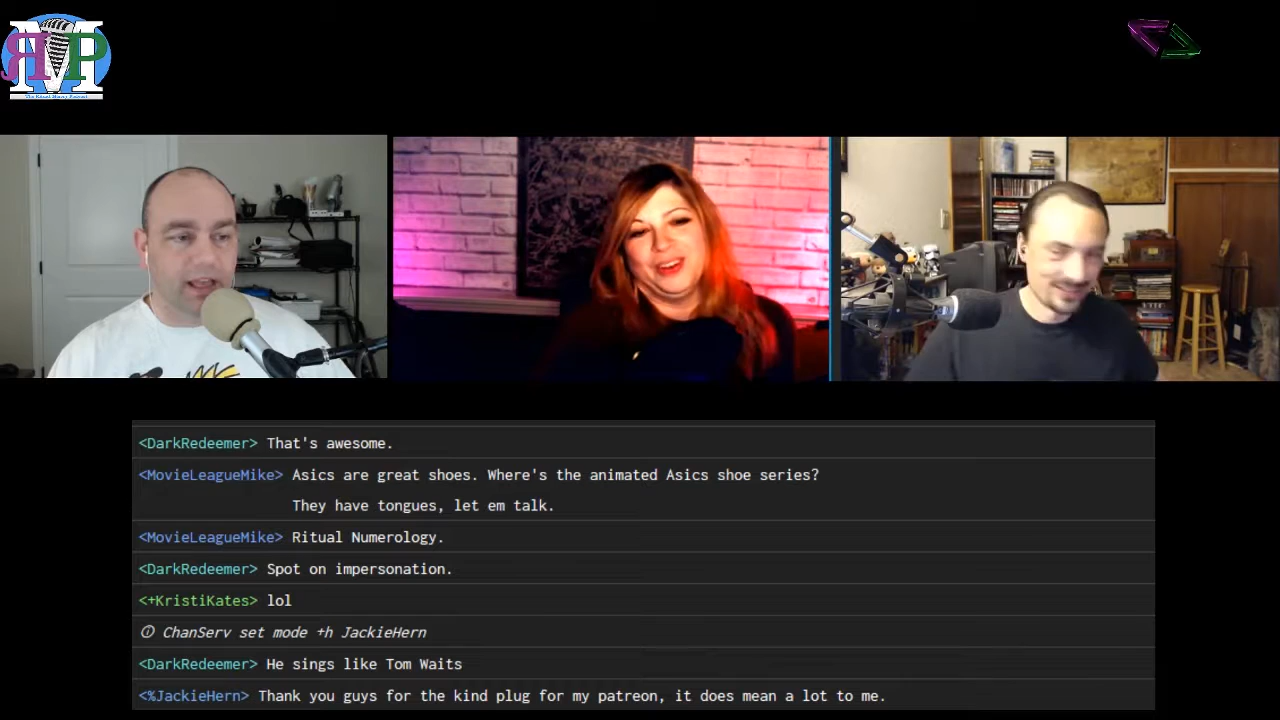 RMP
<DarkRedeemer> That's awesome.
<MovieLeagueMike> Asics are great shoes. Where's the animated Asics shoe series?
They have tongues, let em talk.
<MovieLeagueMike> Ritual Numerology.
<DarkRedeemer> Spot on impersonation.
<+KristiKates> lol
ChanServ set mode +h JackieHern
<DarkRedeemer> He sings like Tom Waits
<%JackieHern> Thank you guys for the kind plug for my patreon, it does mean a lot to me.